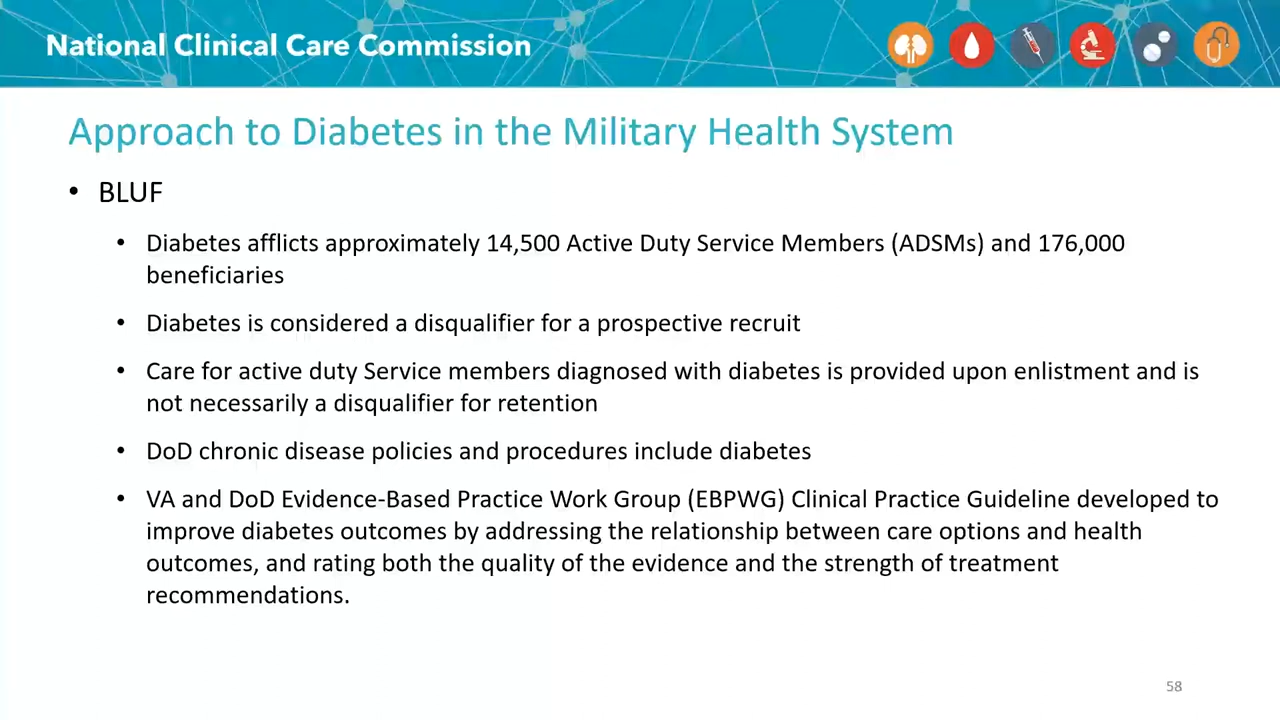 National Clinical Care Commission
Approach to Diabetes in the Military Health System
• BLUF
• Diabetes afflicts approximately 14,500 Active Duty Service Members (ADSMs) and 176,000
beneficiaries
• Diabetes is considered a disqualifier for a prospective recruit
• Care for active duty Service members diagnosed with diabetes is provided upon enlistment and is
not necessarily a disqualifier for retention
• DoD chronic disease policies and procedures include diabetes
• VA and DoD Evidence-Based Practice Work Group (EBPWG) Clinical Practice Guideline developed to
improve diabetes outcomes by addressing the relationship between care options and health
outcomes, and rating both the quality of the evidence and the strength of treatment
recommendations.
58